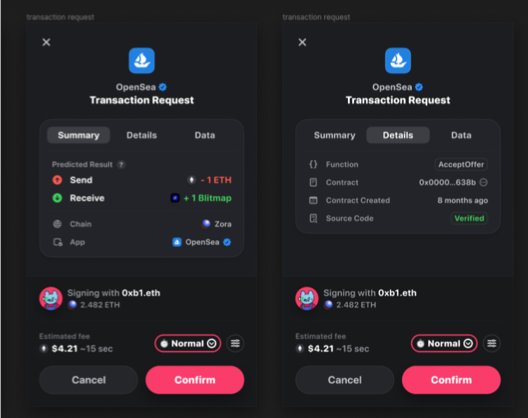 transaction request
OpenSea
Transaction Request
Summary Details Data
Predicted Result ?
Send - 1 ETH
Receive + 1 Blitmap
Chain Zora
App OpenSea
Signing with 0xb1.eth
2.482 ETH
Estimated fee
$4.21 ~15 sec
Normal
Cancel Confirm
transaction request
OpenSea
Transaction Request
Summary Details Data
{} Function AcceptOffer
Contract 0x0000...638b
Contract Created 8 months ago
Source Code Verified
Signing with 0xb1.eth
2.482 ETH
Estimated fee
$4.21 ~15 sec
Normal
Cancel Confirm